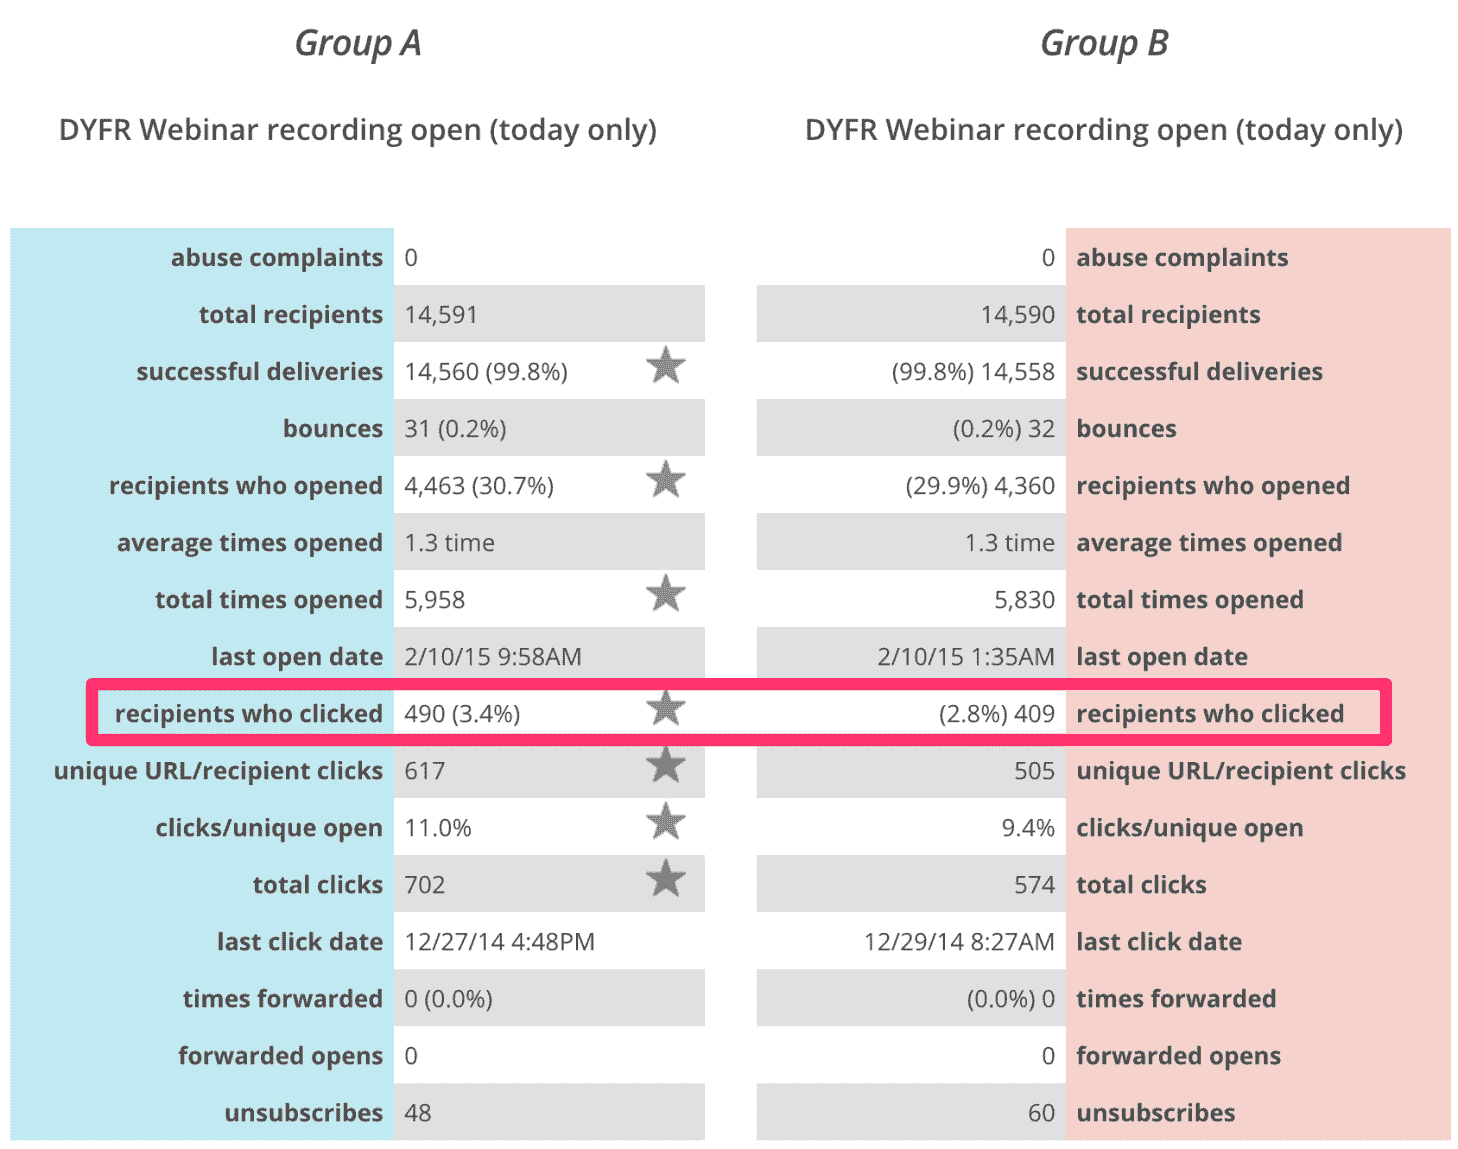 Group A Group B
DYFR Webinar recording open (today only) DYFR Webinar recording open (today only)
abuse complaints 0 0 abuse complaints
total recipients 14,591 14,590 total recipients
successful deliveries 14,560 (99.8%) (99.8%) 14,558 successful deliveries
bounces 31 (0.2%) (0.2%) 32 bounces
recipients who opened 4,463 (30.7%) (29.9%) 4,360 recipients who opened
average times opened 1.3 time 1.3 time average times opened
total times opened 5,958 5,830 total times opened
last open date 2/10/15 9:58AM 2/10/15 1:35AM last open date
recipients who clicked 490 (3.4%) (2.8%) 409 recipients who clicked
unique URL/recipient clicks 617 505 unique URL/recipient clicks
clicks/unique open 11.0% 9.4% clicks/unique open
total clicks 702 574 total clicks
last click date 12/27/14 4:48PM 12/29/14 8:27AM last click date
times forwarded 0 (0.0%) (0.0%) 0 times forwarded
forwarded opens 0 0 forwarded opens
unsubscribes 48 60 unsubscribes